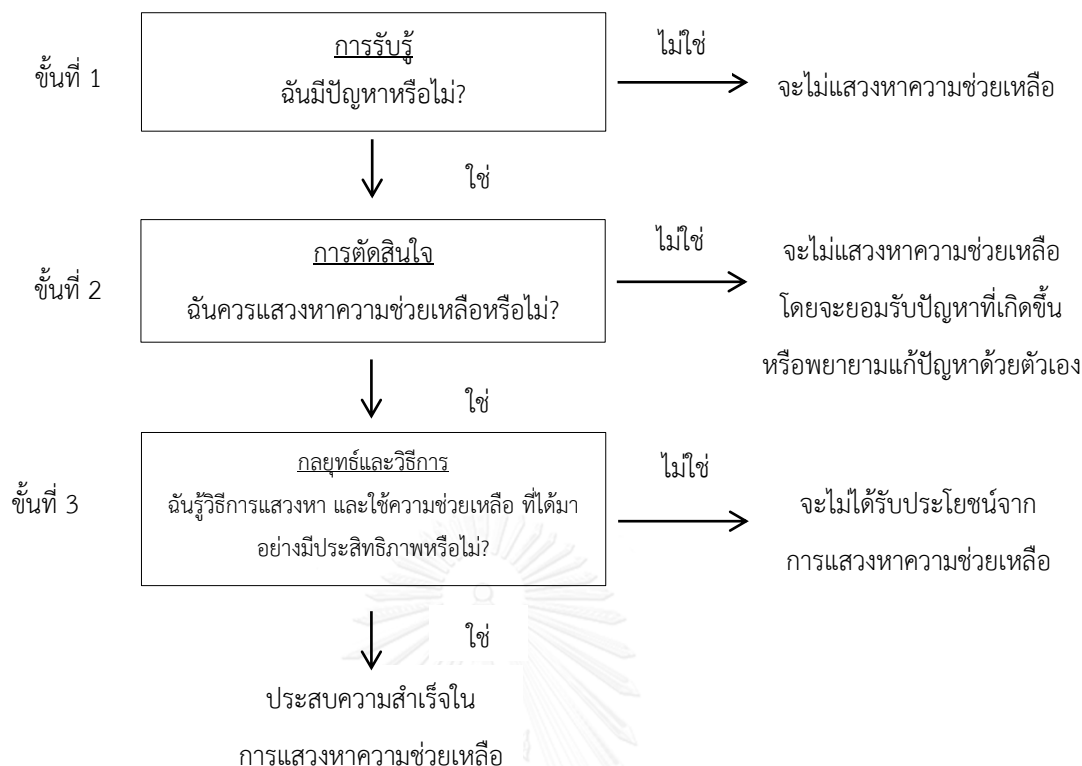 ขั้นที่ 1
การรับรู้
ฉันมีปัญหาหรือไม่?
ไม่ใช่
จะไม่แสวงหาความช่วยเหลือ
ใช่
ขั้นที่ 2
การตัดสินใจ
ฉันควรแสวงหาความช่วยเหลือหรือไม่?
ไม่ใช่
จะไม่แสวงหาความช่วยเหลือ
โดยจะยอมรับปัญหาที่เกิดขึ้น
หรือพยายามแก้ปัญหาด้วยตัวเอง
ใช่
ขั้นที่ 3
กลยุทธ์และวิธีการ
ฉันรู้วิธีการแสวงหา และใช้ความช่วยเหลือ ที่ได้มา
อย่างมีประสิทธิภาพหรือไม่?
ไม่ใช่
จะไม่ได้รับประโยชน์จาก
การแสวงหาความช่วยเหลือ
ใช่
ประสบความสำเร็จใน
การแสวงหาความช่วยเหลือ